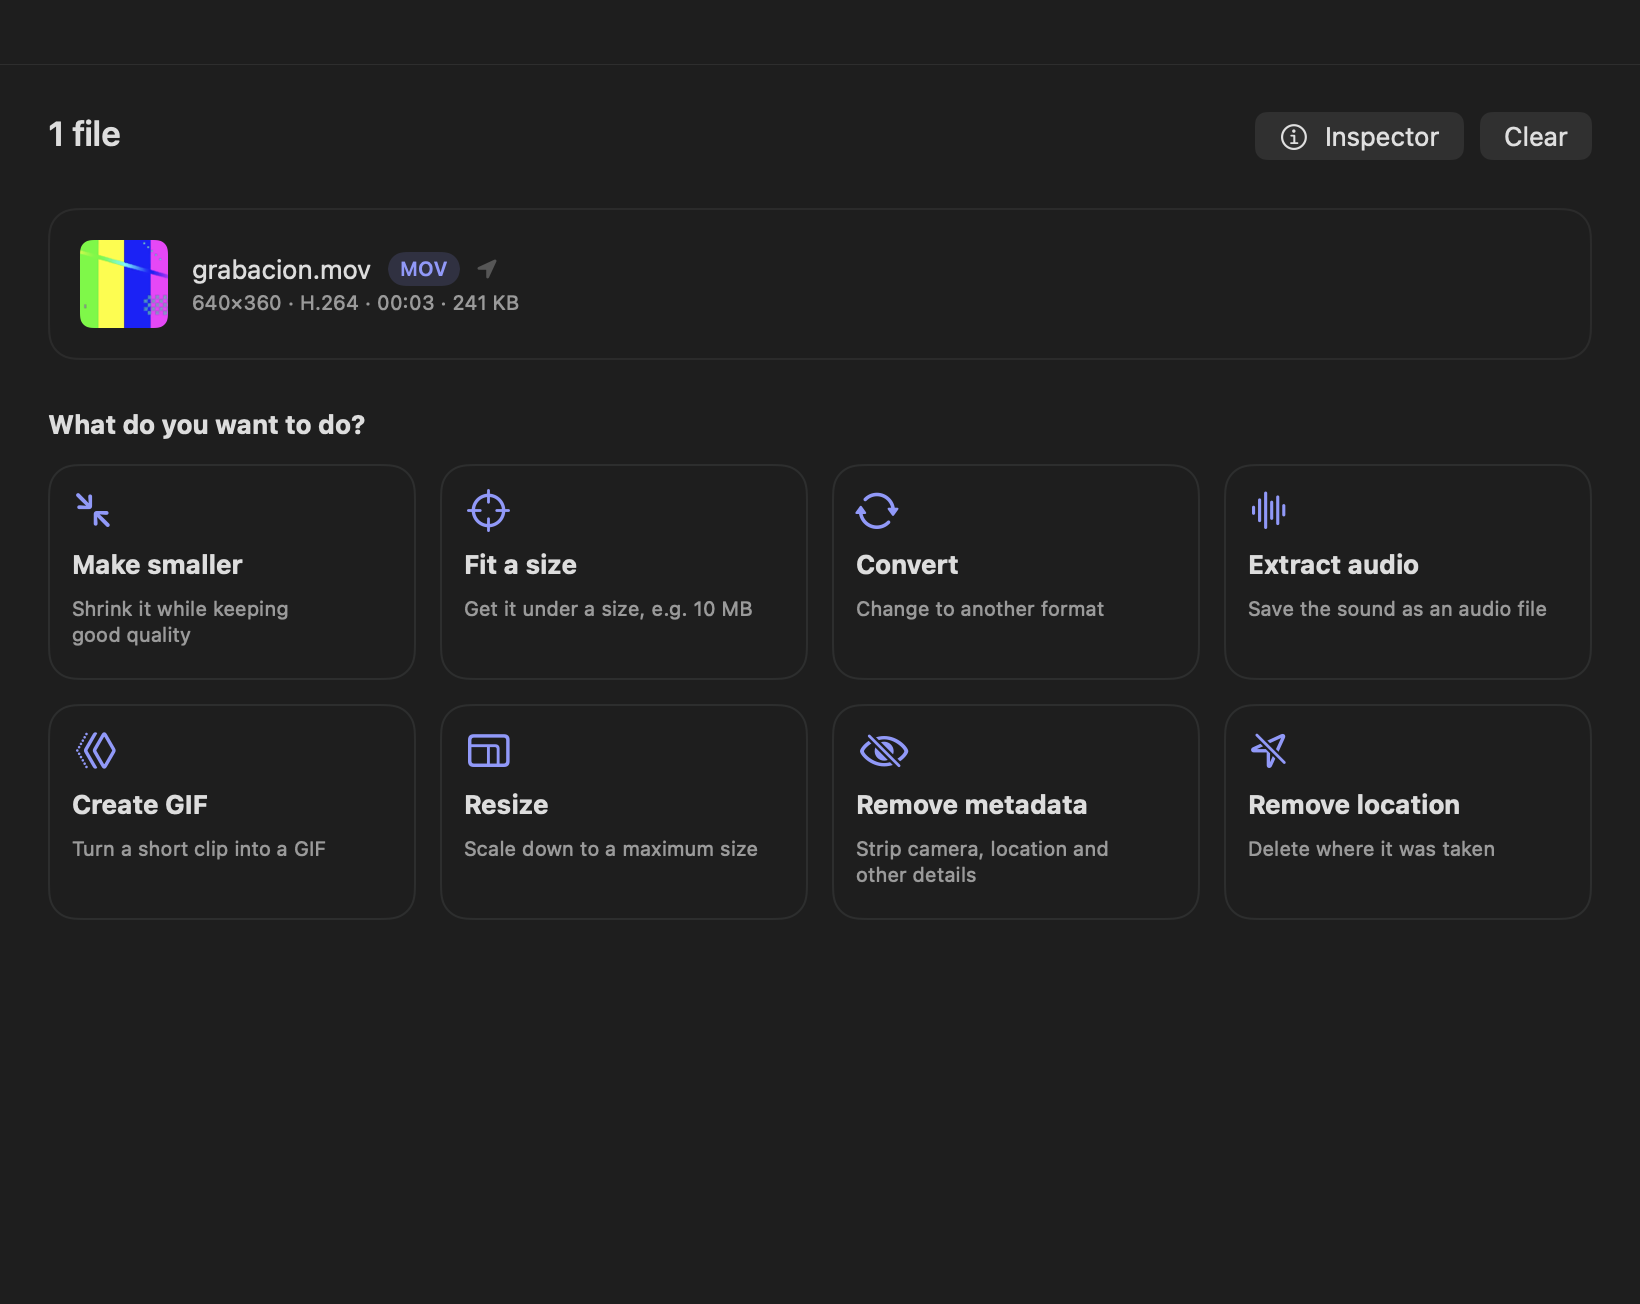 1 file
Inspector
Clear
grabacion.mov MOV
640×360 · H.264 · 00:03 · 241 KB
What do you want to do?
Make smaller
Shrink it while keeping
good quality
Fit a size
Get it under a size, e.g. 10 MB
Convert
Change to another format
Extract audio
Save the sound as an audio file
Create GIF
Turn a short clip into a GIF
Resize
Scale down to a maximum size
Remove metadata
Strip camera, location and
other details
Remove location
Delete where it was taken